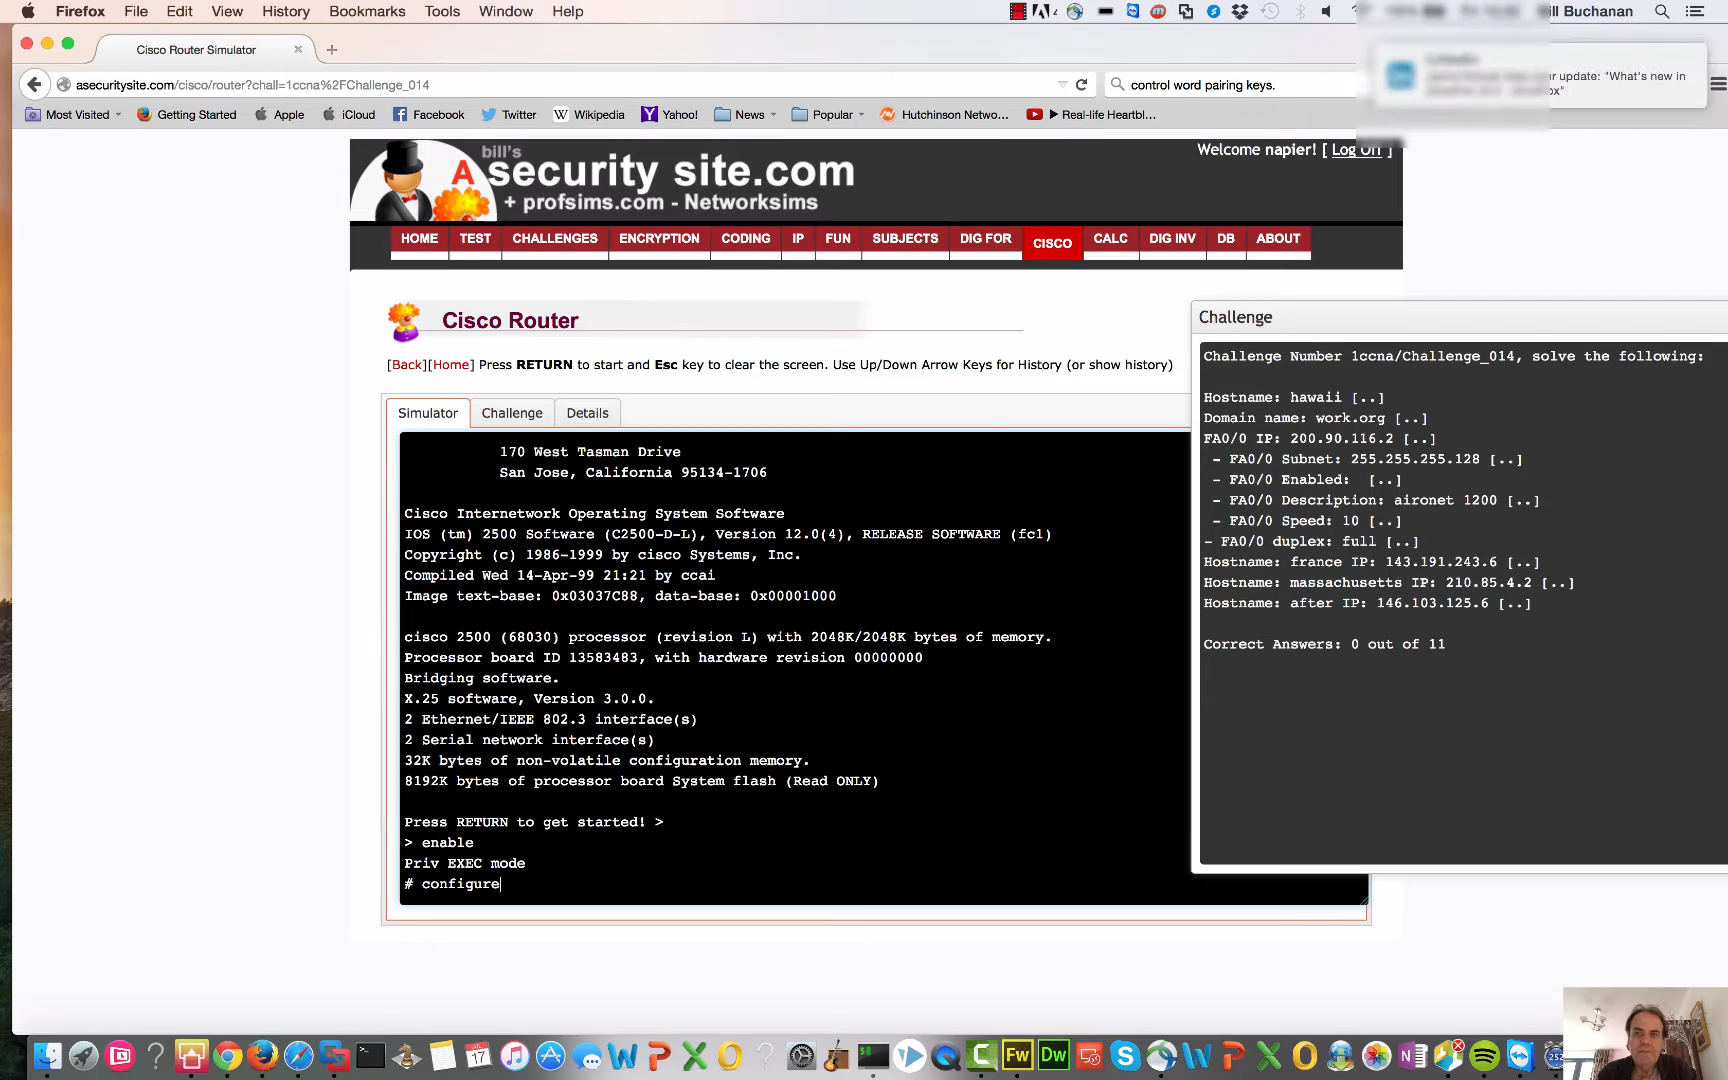 Firefox File Edit View History Bookmarks Tools Window Help
ill Buchanan
Cisco Router Simulator
asecuritysite.com/cisco/router?chall=1ccna%2FChallenge_014
control word pairing keys.
ur update: "What's new in
ox"
Most Visited Getting Started Apple iCloud Facebook Twitter Wikipedia Yahoo! News Popular Hutchinson Netwo... ▶ Real-life Heartbl...
bill's
A security site.com
+ profsims.com - Networksims
Welcome napier! [ Log Off ]
HOME TEST CHALLENGES ENCRYPTION CODING IP FUN SUBJECTS DIG FOR CISCO CALC DIG INV DB ABOUT
Cisco Router
[Back][Home] Press RETURN to start and Esc key to clear the screen. Use Up/Down Arrow Keys for History (or show history)
Simulator Challenge Details
170 West Tasman Drive
San Jose, California 95134-1706
Cisco Internetwork Operating System Software
IOS (tm) 2500 Software (C2500-D-L), Version 12.0(4), RELEASE SOFTWARE (fc1)
Copyright (c) 1986-1999 by cisco Systems, Inc.
Compiled Wed 14-Apr-99 21:21 by ccai
Image text-base: 0x03037C88, data-base: 0x00001000
cisco 2500 (68030) processor (revision L) with 2048K/2048K bytes of memory.
Processor board ID 13583483, with hardware revision 00000000
Bridging software.
X.25 software, Version 3.0.0.
2 Ethernet/IEEE 802.3 interface(s)
2 Serial network interface(s)
32K bytes of non-volatile configuration memory.
8192K bytes of processor board System flash (Read ONLY)
Press RETURN to get started! >
> enable
Priv EXEC mode
# configure
Challenge
Challenge Number 1ccna/Challenge_014, solve the following:
Hostname: hawaii [..]
Domain name: work.org [..]
FA0/0 IP: 200.90.116.2 [..]
- FA0/0 Subnet: 255.255.255.128 [..]
- FA0/0 Enabled: [..]
- FA0/0 Description: aironet 1200 [..]
- FA0/0 Speed: 10 [..]
- FA0/0 duplex: full [..]
Hostname: france IP: 143.191.243.6 [..]
Hostname: massachusetts IP: 210.85.4.2 [..]
Hostname: after IP: 146.103.125.6 [..]
Correct Answers: 0 out of 11
17
Fw
Dw